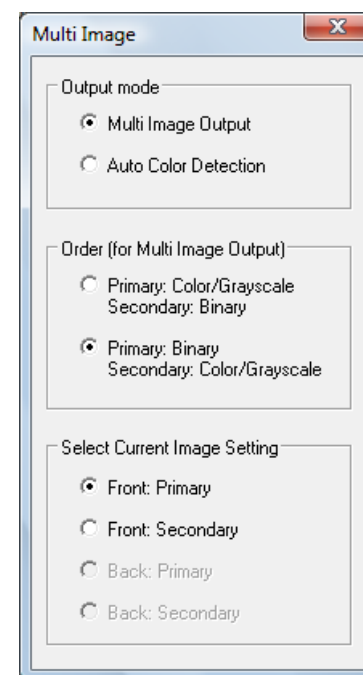 Multi Image
Output mode
Multi Image Output
Auto Color Detection
Order (for Multi Image Output)
Primary: Color/Grayscale
Secondary: Binary
Primary: Binary
Secondary: Color/Grayscale
Select Current Image Setting
Front: Primary
Front: Secondary
Back: Primary
Back: Secondary